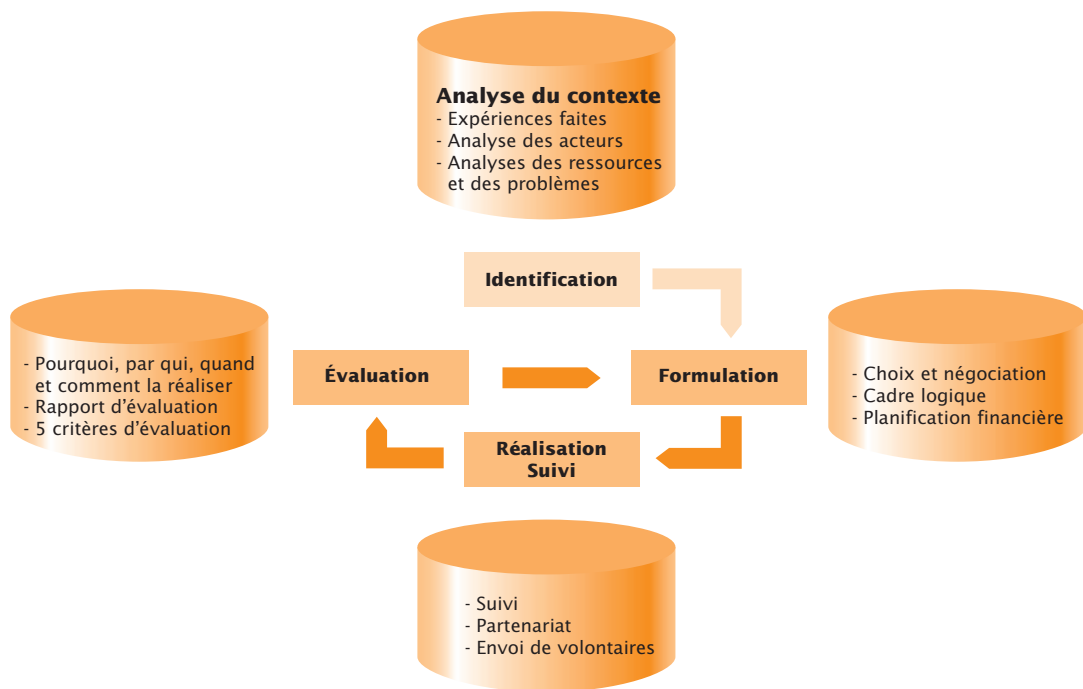 Analyse du contexte
- Expériences faites
- Analyse des acteurs
- Analyses des ressources
et des problèmes
Identification
- Pourquoi, par qui, quand
et comment la réaliser
- Rapport d’évaluation
- 5 critères d’évaluation
Évaluation
Formulation
- Choix et négociation
- Cadre logique
- Planification financière
Réalisation
Suivi
- Suivi
- Partenariat
- Envoi de volontaires